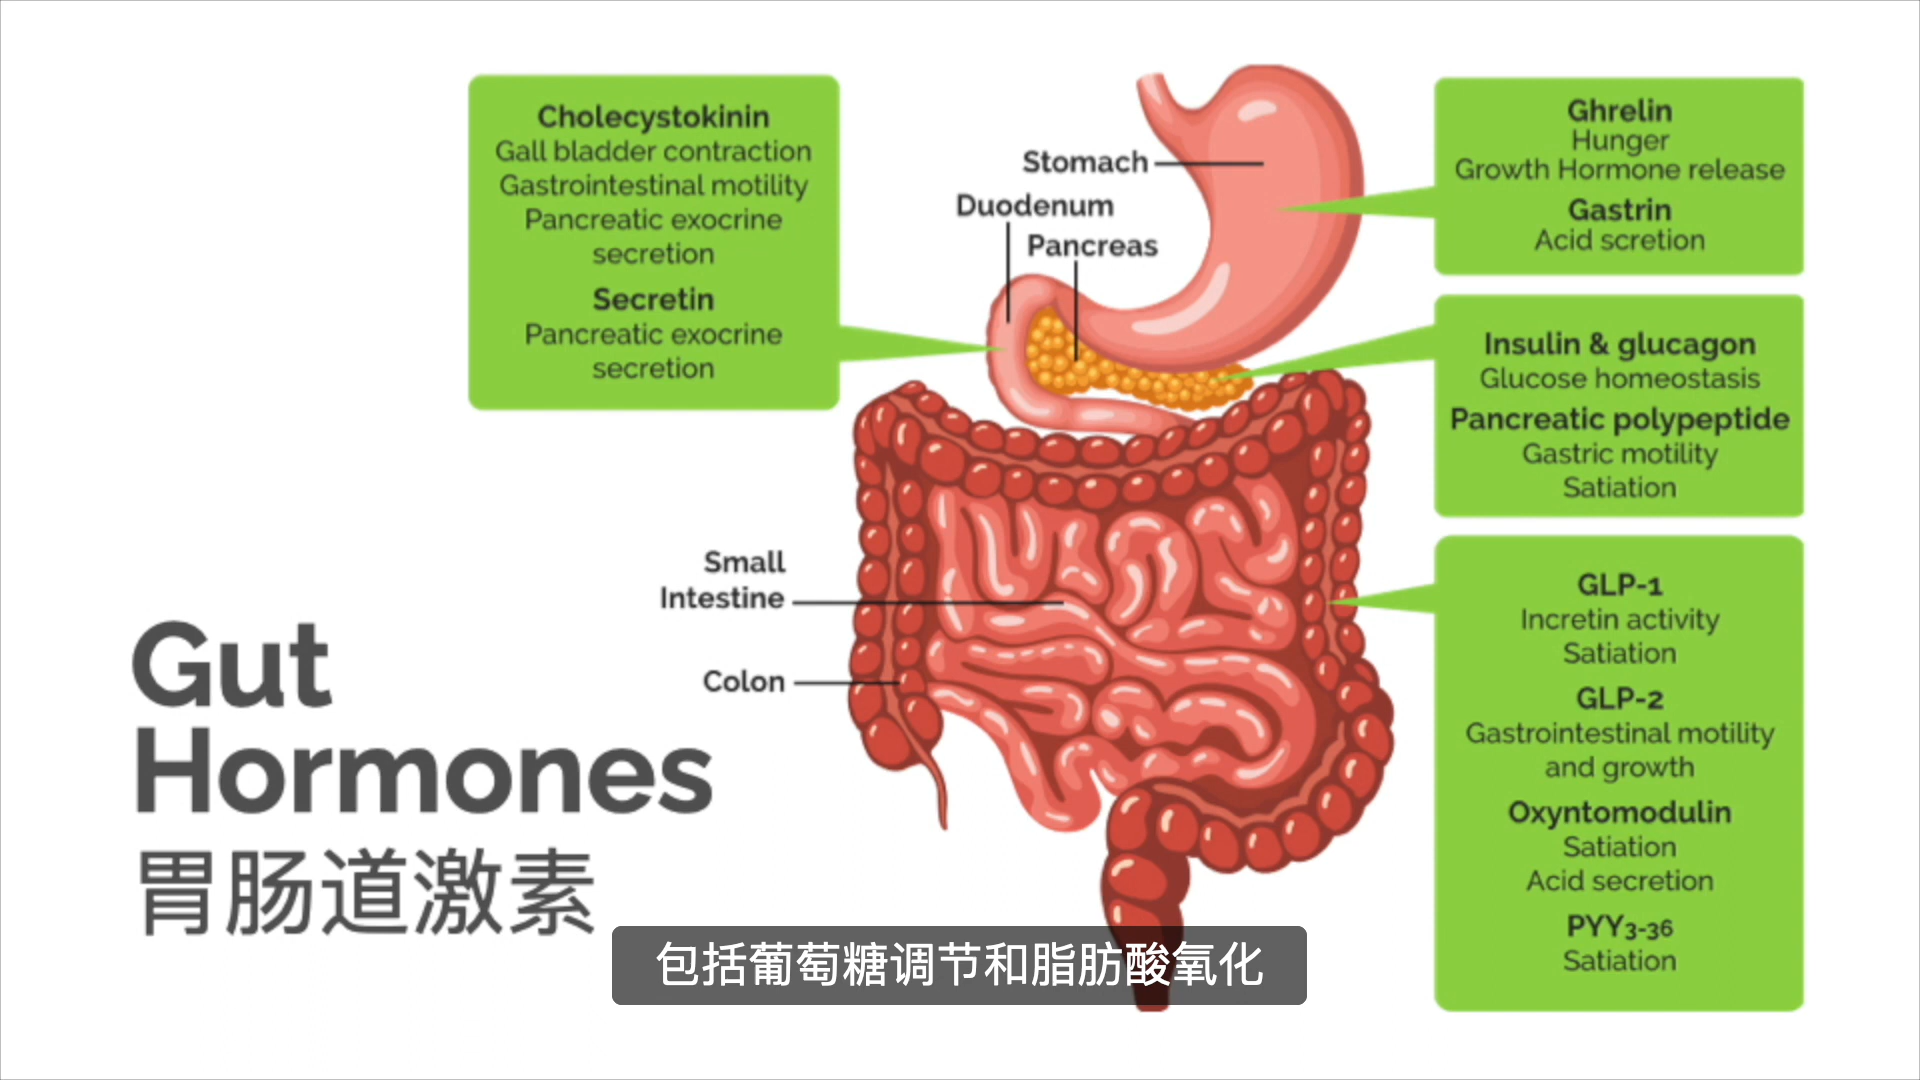 Cholecystokinin
Gall bladder contraction
Gastrointestinal motility
Pancreatic exocrine
secretion
Secretin
Pancreatic exocrine
secretion
Stomach
Duodenum
Pancreas
Ghrelin
Hunger
Growth Hormone release
Gastrin
Acid scretion
Insulin & glucagon
Glucose homeostasis
Pancreatic polypeptide
Gastric motility
Satiation
Small
Intestine
Colon
GLP-1
Incretin activity
Satiation
GLP-2
Gastrointestinal motility
and growth
Oxyntomodulin
Satiation
Acid secretion
PYY3-36
Satiation
Gut
Hormones
胃肠道激素
包括葡萄糖调节和脂肪酸氧化